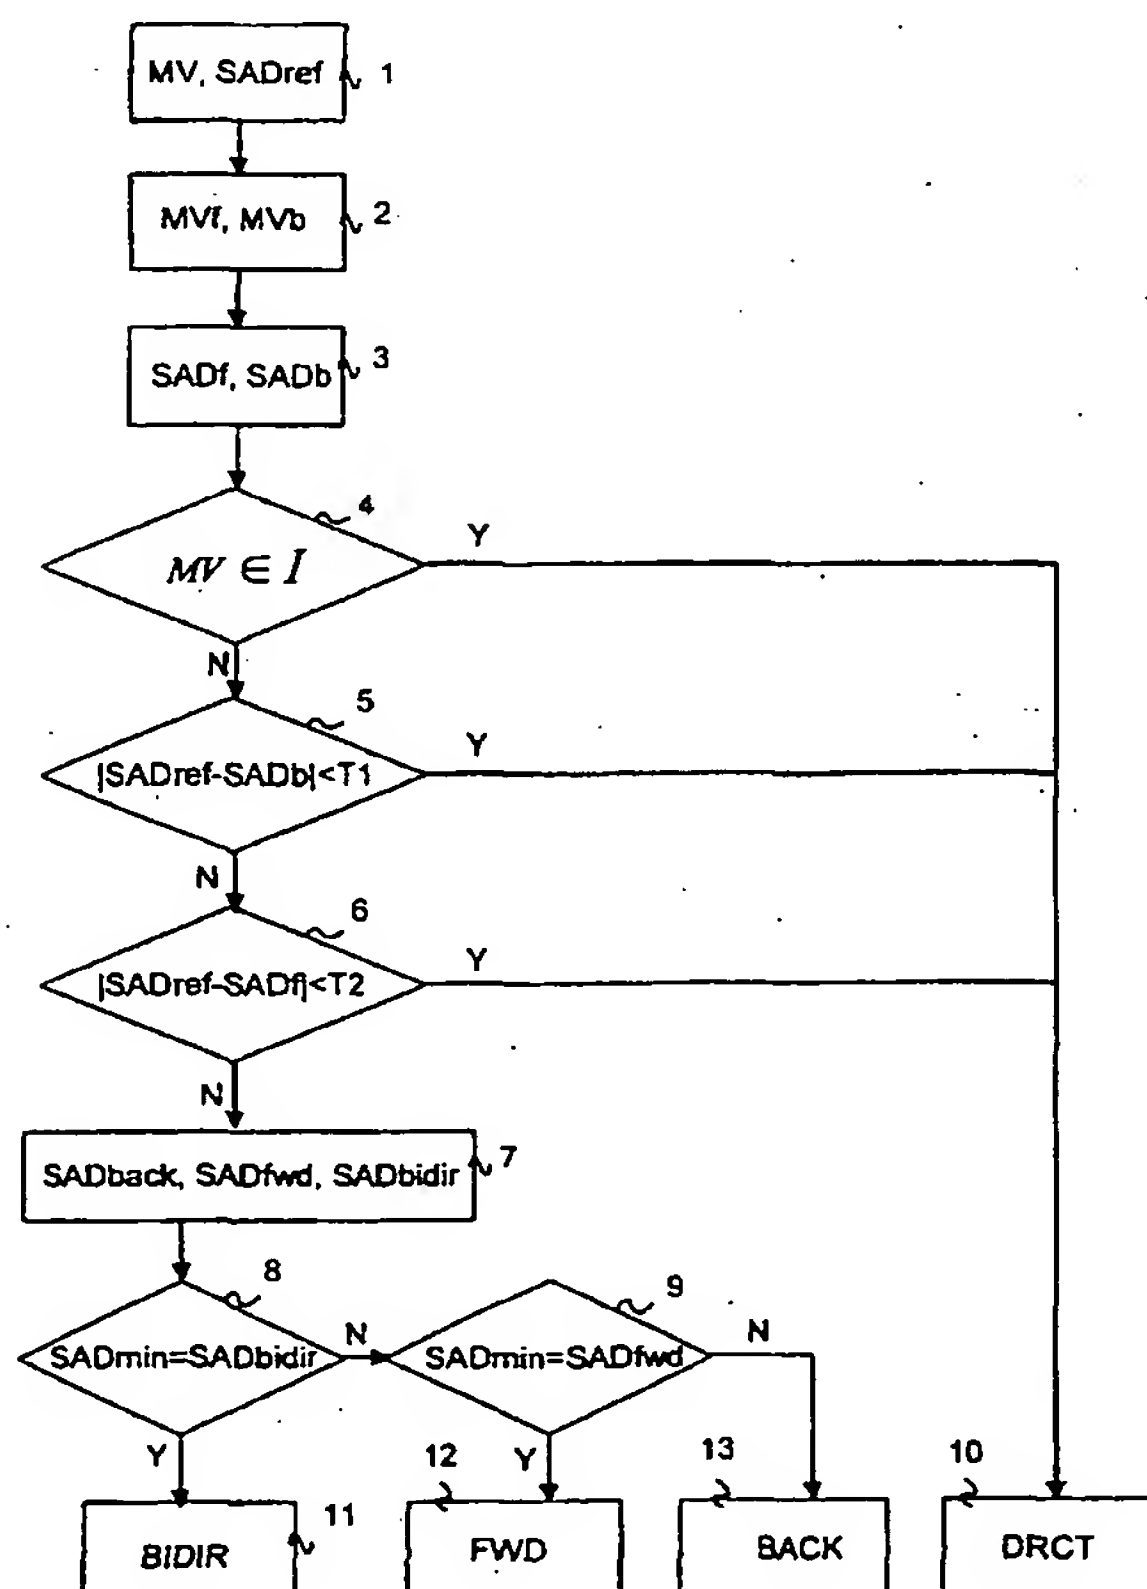 MV, SADref
1
MVf, MVb
2
SADf, SADb
3
4
MV ∈ I
Y
N
5
|SADref-SADb|<T1
Y
N
6
|SADref-SADf|<T2
Y
N
SADback, SADfwd, SADbidir
7
8
SADmin=SADbidir
N
9
SADmin=SADfwd
N
Y
Y
11
BIDIR
12
FWD
13
BACK
10
DRCT